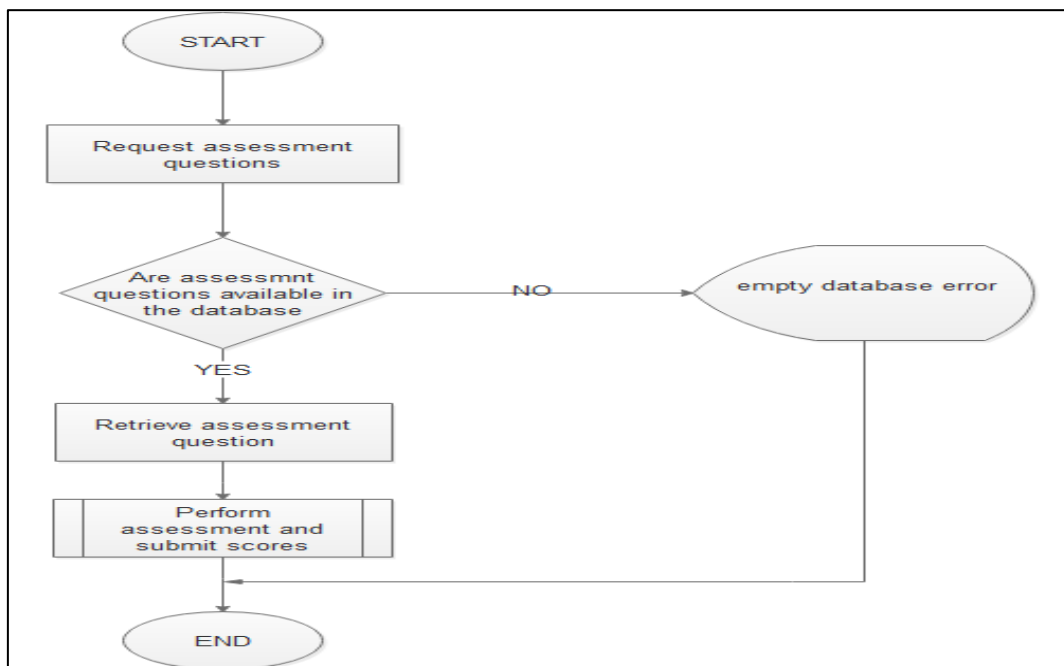 START
Request assessment
questions
Are assessmnt
questions available in
the database
NO
empty database error
YES
Retrieve assessment
question
Perform
assessment and
submit scores
END